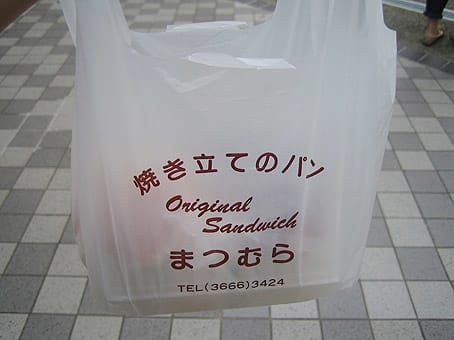 焼き立てのパン
Original
Sandwich
まつむら
TEL(3666)3424